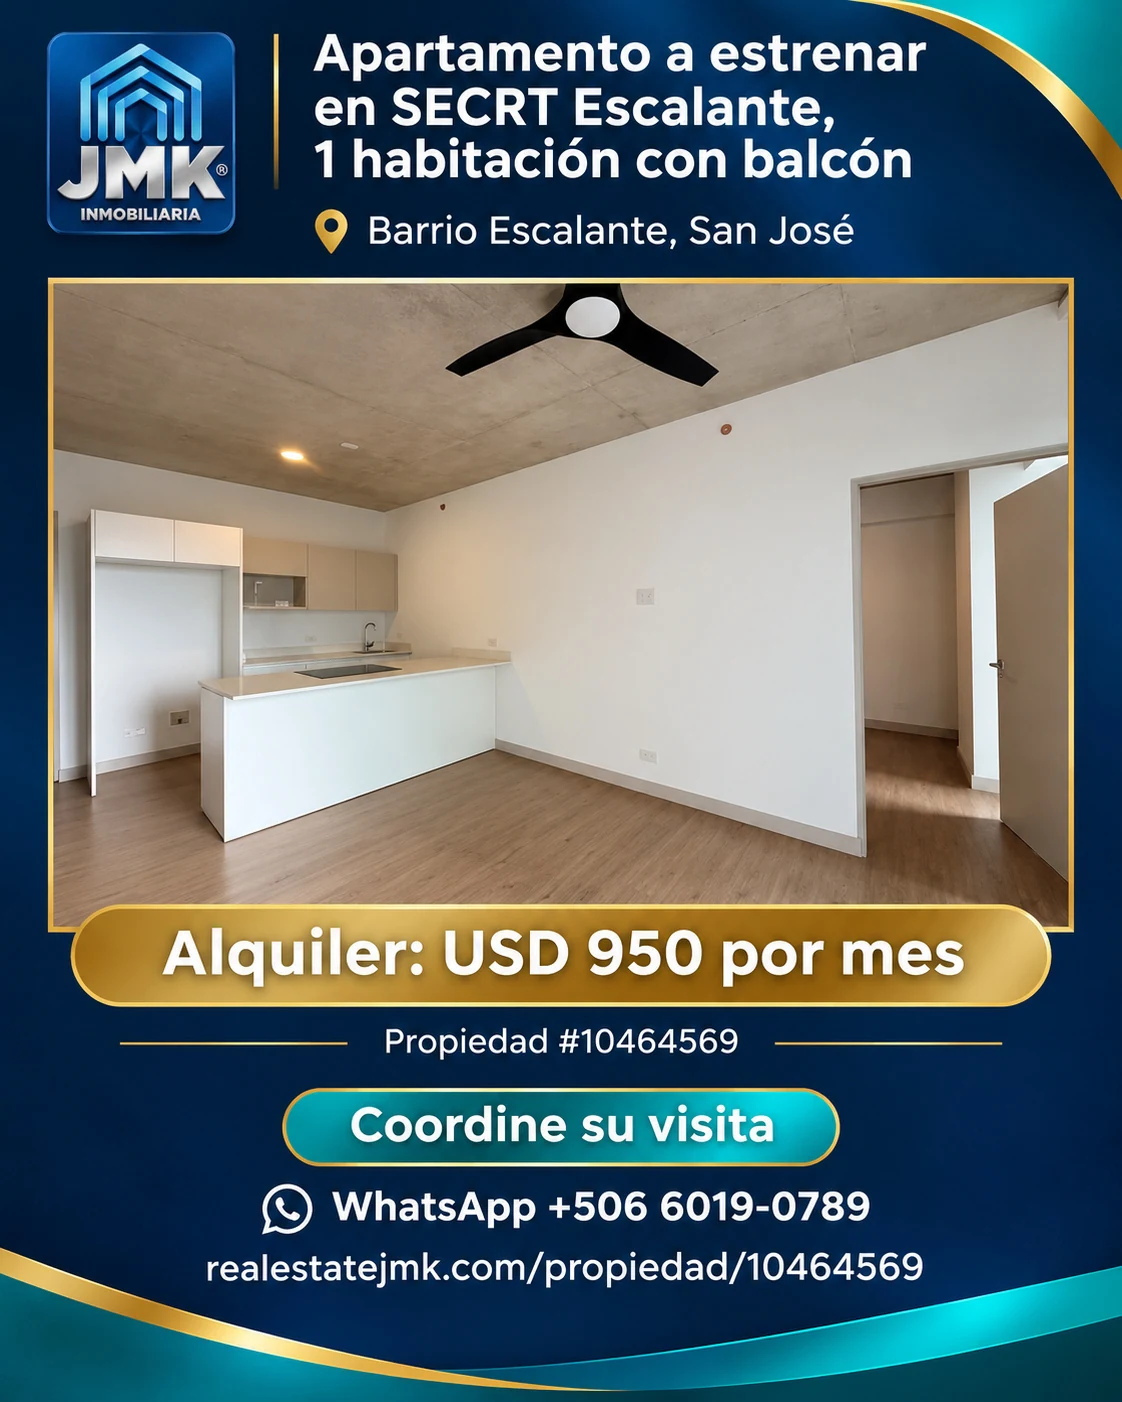 JMK®
INMOBILIARIA
Apartamento a estrenar
en SECRT Escalante,
1 habitación con balcón
Barrio Escalante, San José
Alquiler: USD 950 por mes
Propiedad #10464569
Coordine su visita
WhatsApp +506 6019-0789
realestatejmk.com/propiedad/10464569